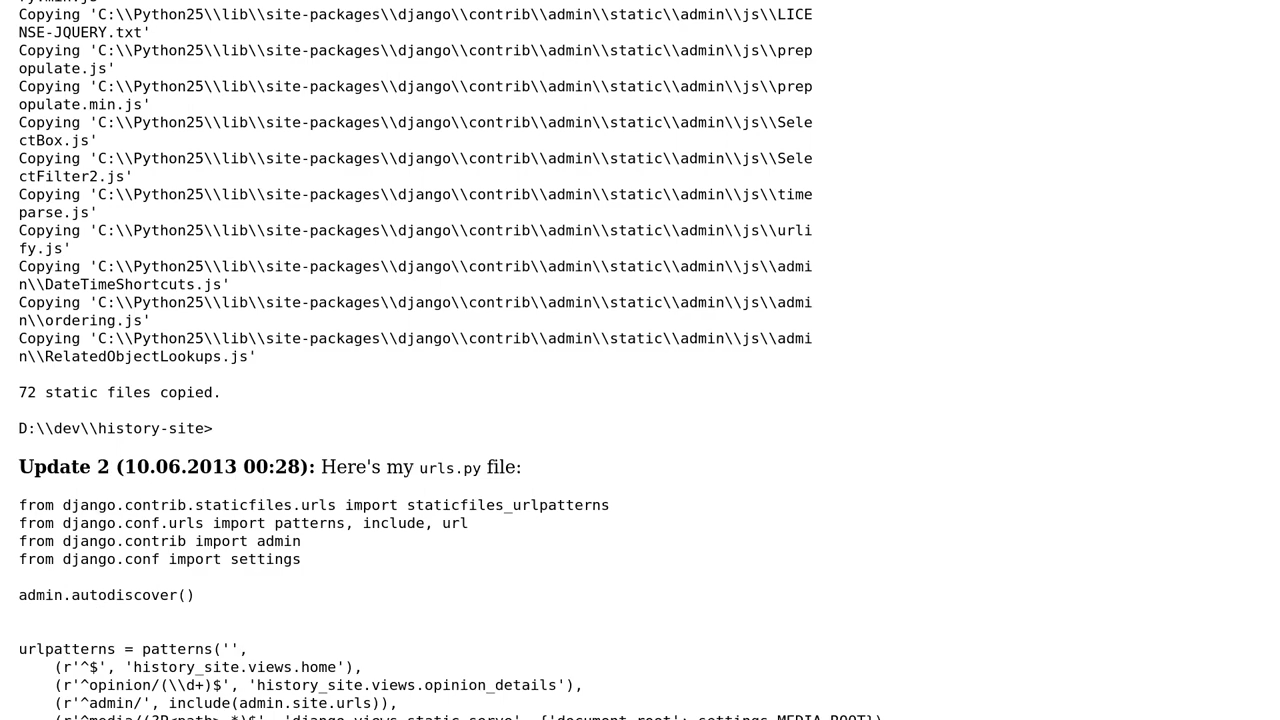 Copying 'C:\\Python25\\lib\\site-packages\\django\\contrib\\admin\\static\\admin\\js\\LICE
NSE-JQUERY.txt'
Copying 'C:\\Python25\\lib\\site-packages\\django\\contrib\\admin\\static\\admin\\js\\prep
opulate.js'
Copying 'C:\\Python25\\lib\\site-packages\\django\\contrib\\admin\\static\\admin\\js\\prep
opulate.min.js'
Copying 'C:\\Python25\\lib\\site-packages\\django\\contrib\\admin\\static\\admin\\js\\Sele
ctBox.js'
Copying 'C:\\Python25\\lib\\site-packages\\django\\contrib\\admin\\static\\admin\\js\\Sele
ctFilter2.js'
Copying 'C:\\Python25\\lib\\site-packages\\django\\contrib\\admin\\static\\admin\\js\\time
parse.js'
Copying 'C:\\Python25\\lib\\site-packages\\django\\contrib\\admin\\static\\admin\\js\\urli
fy.js'
Copying 'C:\\Python25\\lib\\site-packages\\django\\contrib\\admin\\static\\admin\\js\\admi
n\\DateTimeShortcuts.js'
Copying 'C:\\Python25\\lib\\site-packages\\django\\contrib\\admin\\static\\admin\\js\\admi
n\\ordering.js'
Copying 'C:\\Python25\\lib\\site-packages\\django\\contrib\\admin\\static\\admin\\js\\admi
n\\RelatedObjectLookups.js'
72 static files copied.
D:\\dev\\history-site>
Update 2 (10.06.2013 00:28): Here's my urls.py file:
from django.contrib.staticfiles.urls import staticfiles_urlpatterns
from django.conf.urls import patterns, include, url
from django.contrib import admin
from django.conf import settings
admin.autodiscover()
urlpatterns = patterns('',
    (r'^$', 'history_site.views.home'),
    (r'^opinion/(\\d+)$', 'history_site.views.opinion_details'),
    (r'^admin/', include(admin.site.urls)),
    (r'^media/(?P<path>.*)$', 'django.views.static.serve', {'document_root': settings.MEDIA_ROOT})